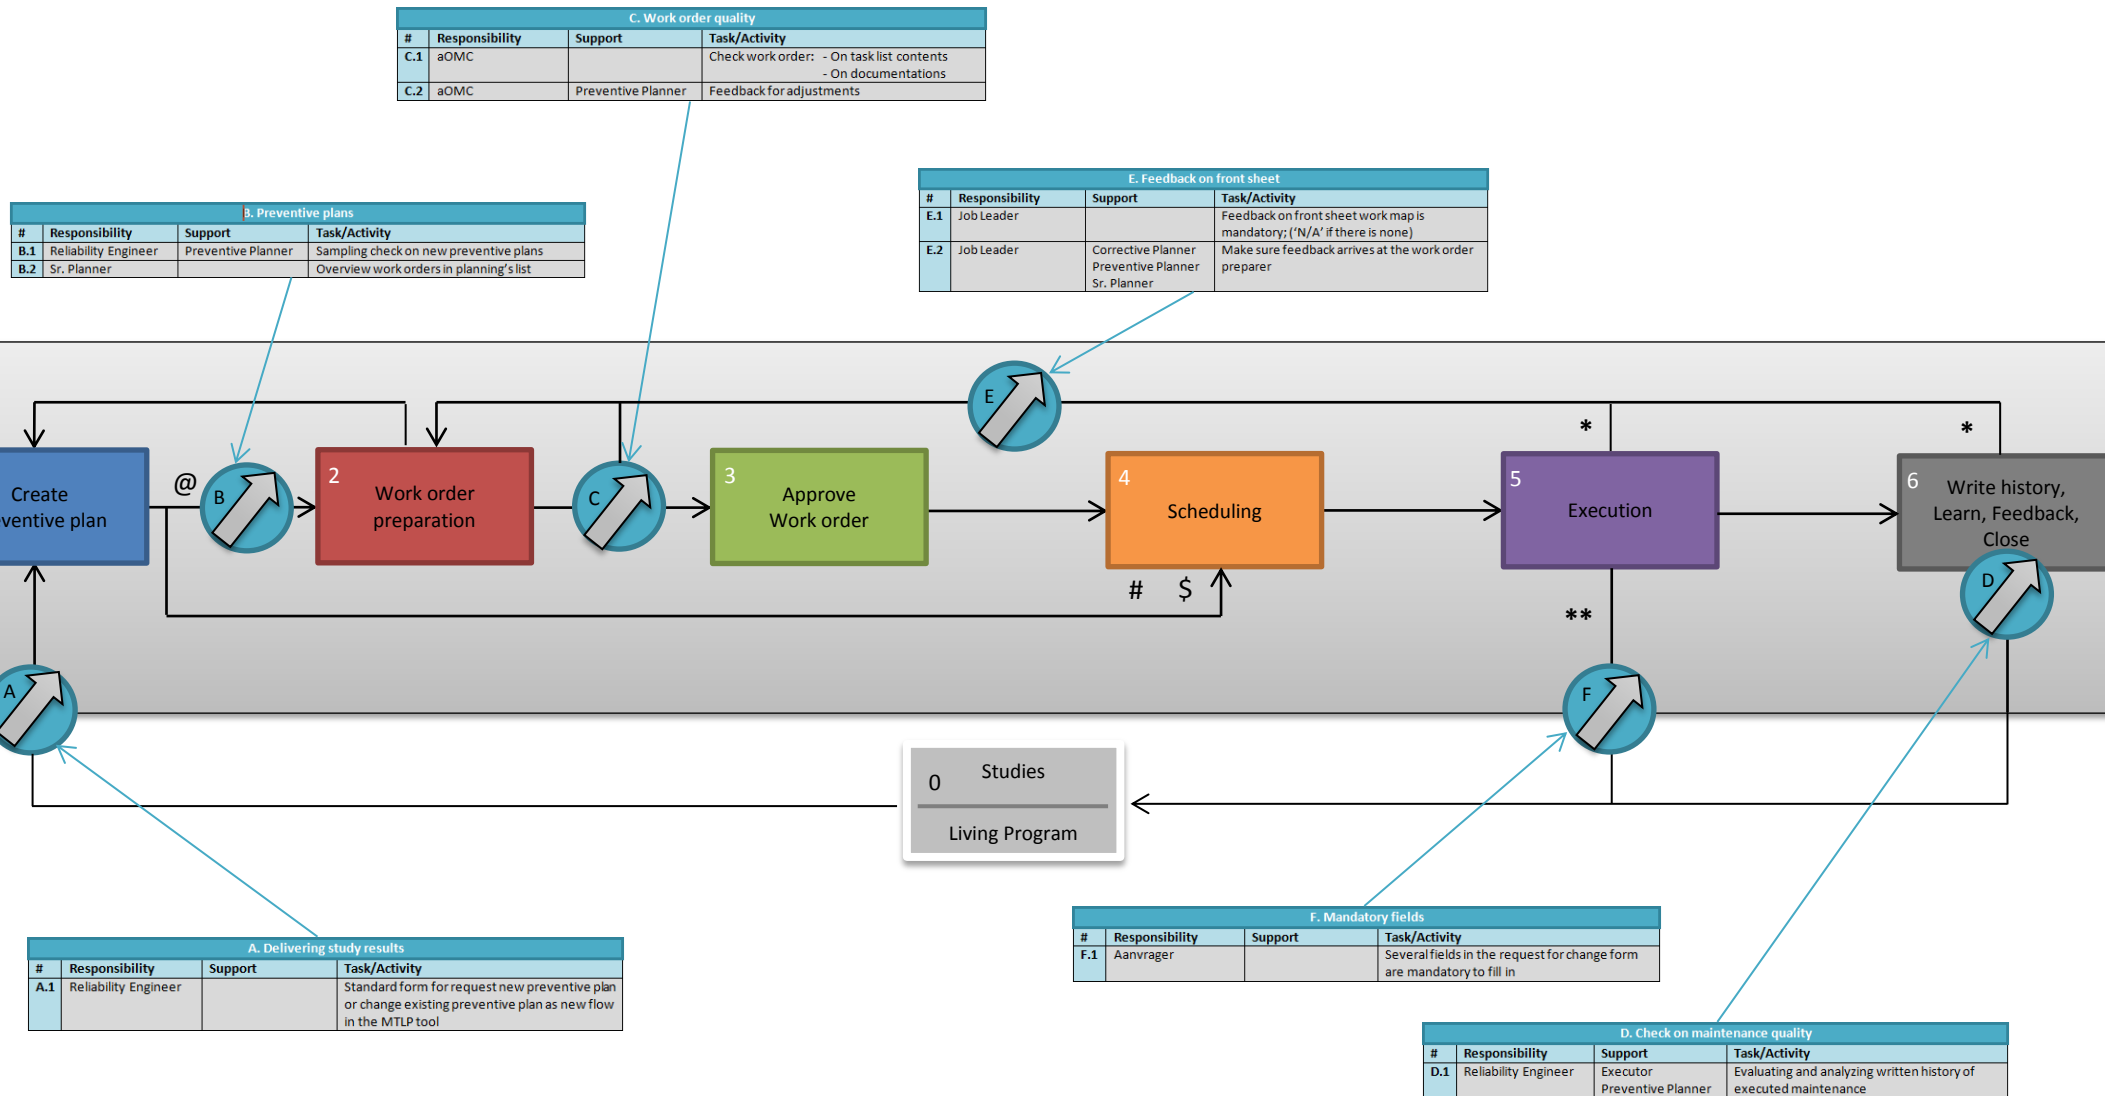 C. Work order quality
# Responsibility Support Task/Activity
C.1 aOMC Check work order: - On task list contents
- On documentations
C.2 aOMC Preventive Planner Feedback for adjustments
E. Feedback on front sheet
# Responsibility Support Task/Activity
E.1 Job Leader Feedback on front sheet work map is
mandatory; ('N/A' if there is none)
E.2 Job Leader Corrective Planner Make sure feedback arrives at the work order
Preventive Planner preparer
Sr. Planner
B. Preventive plans
# Responsibility Support Task/Activity
B.1 Reliability Engineer Preventive Planner Sampling check on new preventive plans
B.2 Sr. Planner Overview work orders in planning's list
E
* *
Create
ventive plan
@
B
2
Work order
preparation
C
3
Approve
Work order
4
Scheduling
5
Execution
6
Write history,
Learn, Feedback,
Close
D
# $
**
A
F
0
Studies
Living Program
F. Mandatory fields
# Responsibility Support Task/Activity
F.1 Aanvrager Several fields in the request for change form
are mandatory to fill in
A. Delivering study results
# Responsibility Support Task/Activity
A.1 Reliability Engineer Standard form for request new preventive plan
or change existing preventive plan as new flow
in the MTLP tool
D. Check on maintenance quality
# Responsibility Support Task/Activity
D.1 Reliability Engineer Executor Evaluating and analyzing written history of
Preventive Planner executed maintenance